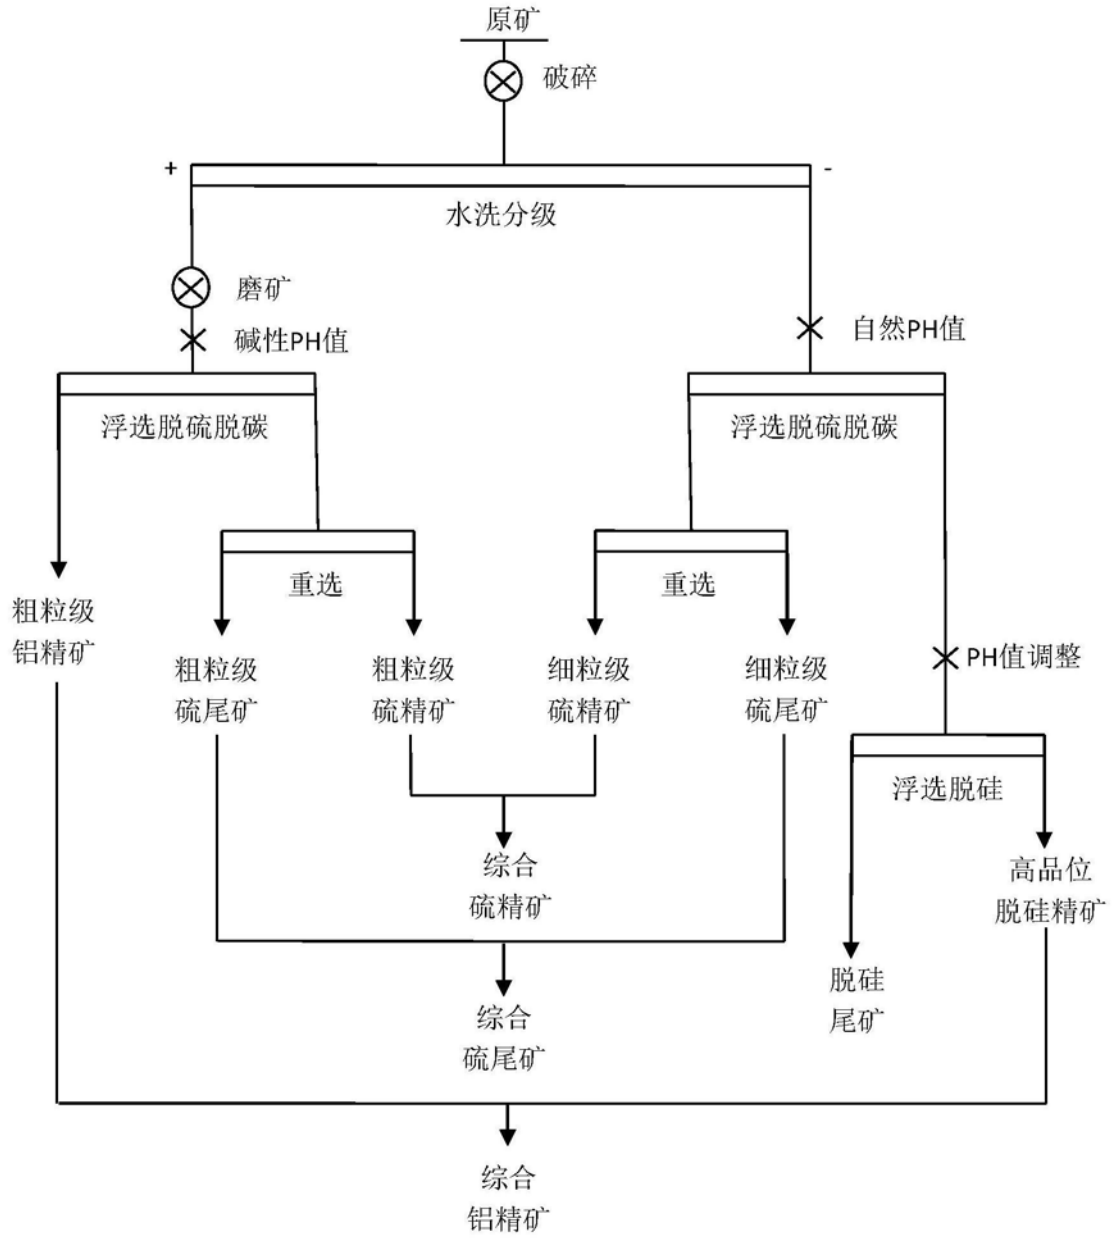 原矿
破碎
+
-
水洗分级
磨矿
碱性PH值
自然PH值
浮选脱硫脱碳
浮选脱硫脱碳
重选
重选
粗粒级
铝精矿
粗粒级
硫尾矿
粗粒级
硫精矿
细粒级
硫精矿
细粒级
硫尾矿
PH值调整
浮选脱硅
综合
硫精矿
高品位
脱硅精矿
脱硅
尾矿
综合
硫尾矿
综合
铝精矿